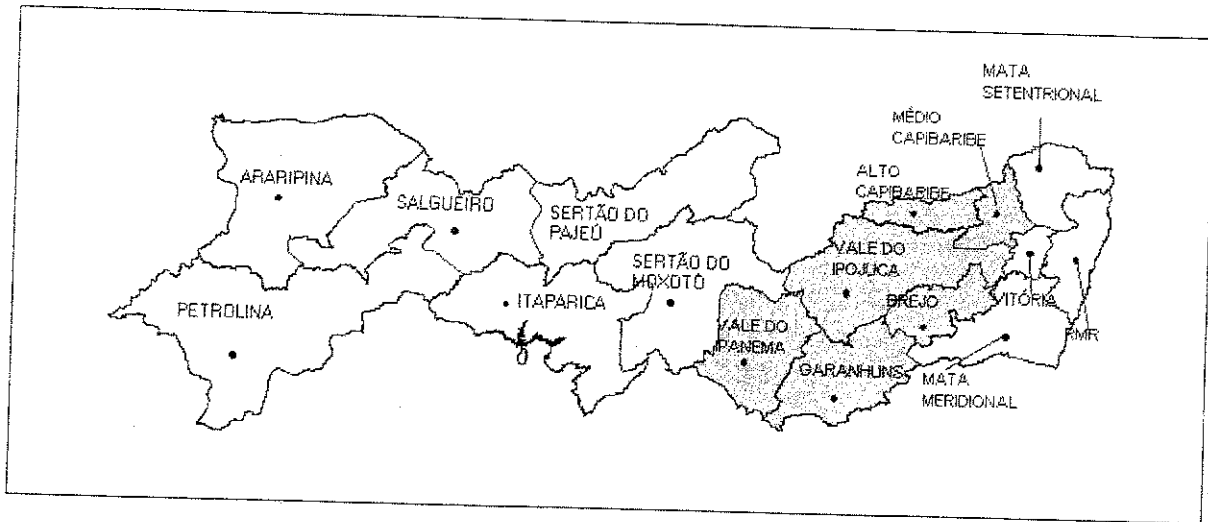 MATA
SETENTRIONAL
MÉDIO
CAPIBARIBE
ALTO
CAPIBARIBE
ARARIPINA
SALGUEIRO
SERTÃO DO
PAJEÚ
VALE DO
IPOJUCA
SERTÃO DO
MOXOTÓ
PETROLINA
ITAPARICA
BREJO
VITÓRIA
VALE DO
IPANEMA
RMR
GARANHUNS
MATA
MERIDIONAL